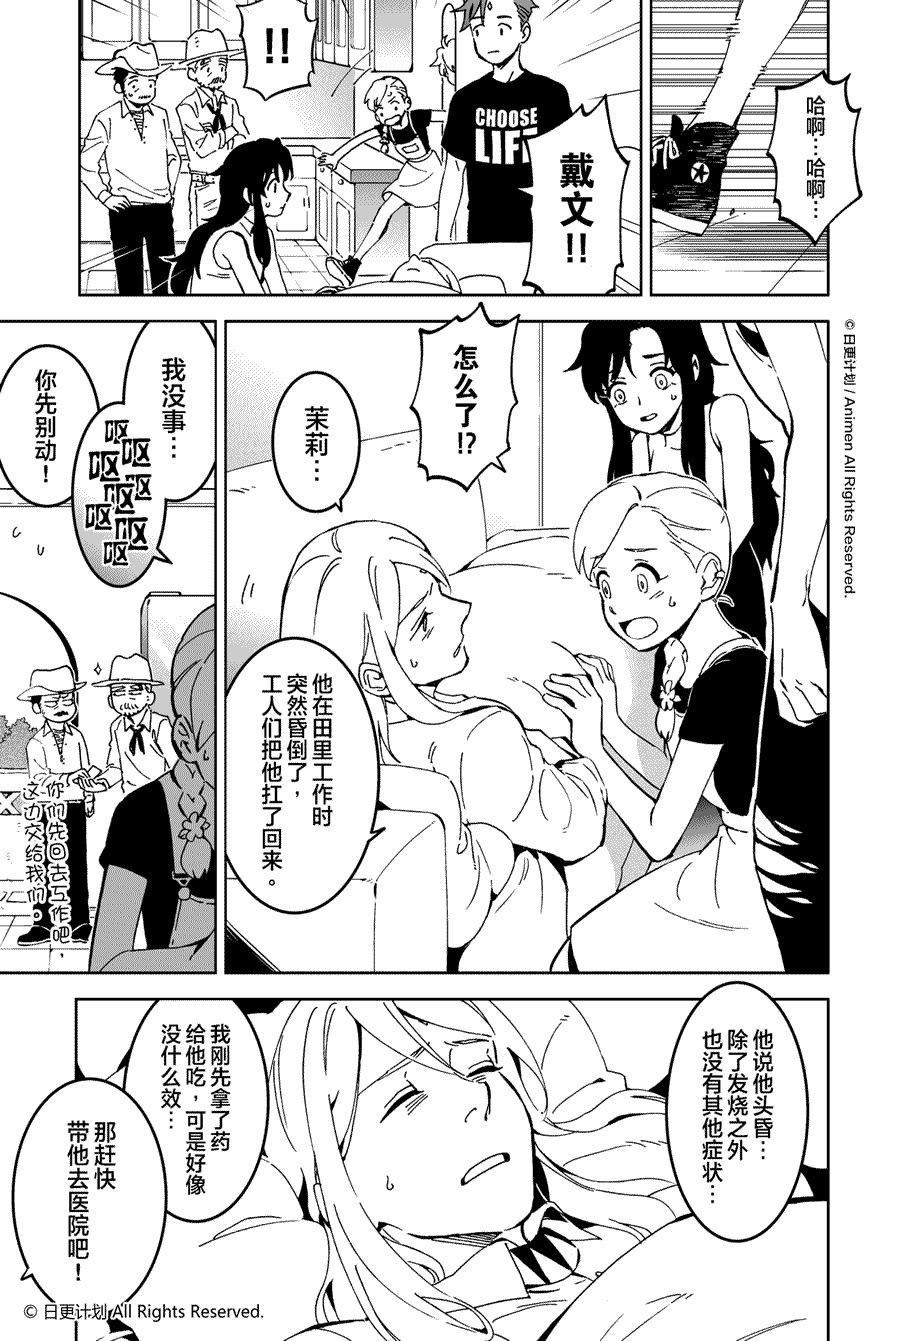 哈啊…哈啊…
!!
CHOOSE
LIFE
戴文!!
怎么了!?
茉莉…
他在田里工作时
突然昏倒了，
工人们把他扛了回来。
我没事…
呕呕呕呕呕呕呕呕
你先别动！
你们先回去工作吧，
这边交给我们。
他说他头昏…
除了发烧之外
也没有其他症状…
我刚先拿了药
给他吃，可是好像
没什么效…
那赶快
带他去医院吧！
© 日更计划 / Animen All Rights Reserved.
© 日更计划 All Rights Reserved.